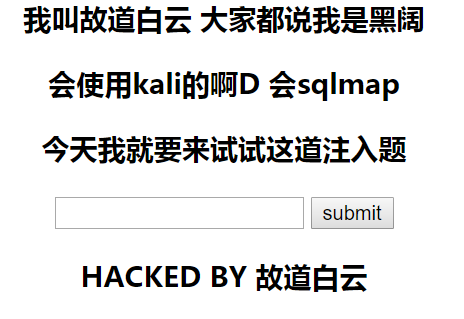 我叫故道白云 大家都说我是黑阔
会使用kali的啊D 会sqlmap
今天我就要来试试这道注入题
submit
HACKED BY 故道白云